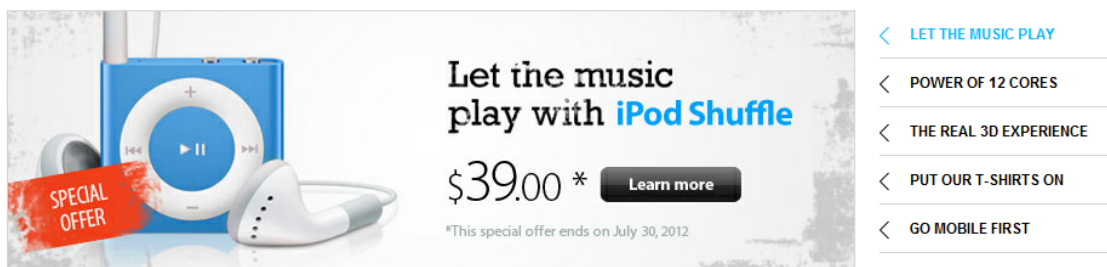 SPECIAL
OFFER
Let the music
play with iPod Shuffle
$39.00 *
Learn more
*This special offer ends on July 30, 2012
LET THE MUSIC PLAY
POWER OF 12 CORES
THE REAL 3D EXPERIENCE
PUT OUR T-SHIRTS ON
GO MOBILE FIRST